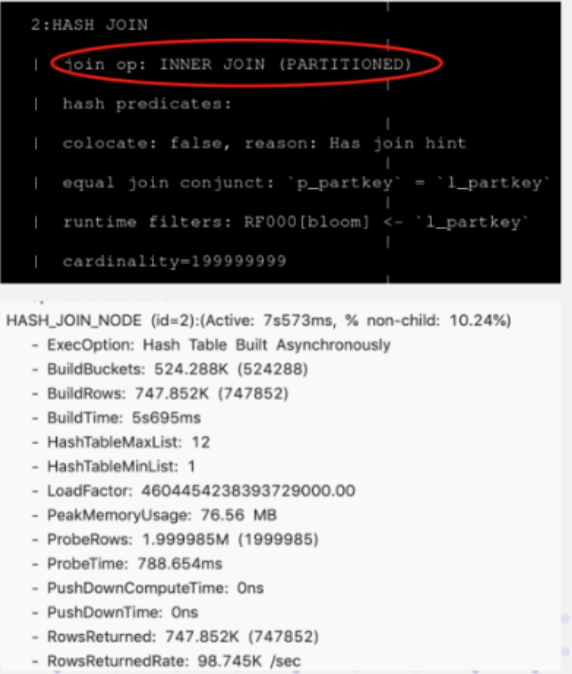 2:HASH JOIN
| join op: INNER JOIN (PARTITIONED)
| hash predicates:
| colocate: false, reason: Has join hint
| equal join conjunct: `p_partkey` = `l_partkey`
| runtime filters: RF000[bloom] <- `l_partkey`
| cardinality=199999999
HASH_JOIN_NODE (id=2):(Active: 7s573ms, % non-child: 10.24%)
- ExecOption: Hash Table Built Asynchronously
- BuildBuckets: 524.288K (524288)
- BuildRows: 747.852K (747852)
- BuildTime: 5s695ms
- HashTableMaxList: 12
- HashTableMinList: 1
- LoadFactor: 4604454238393729000.00
- PeakMemoryUsage: 76.56 MB
- ProbeRows: 1.999985M (1999985)
- ProbeTime: 788.654ms
- PushDownComputeTime: 0ns
- PushDownTime: 0ns
- RowsReturned: 747.852K (747852)
- RowsReturnedRate: 98.745K /sec